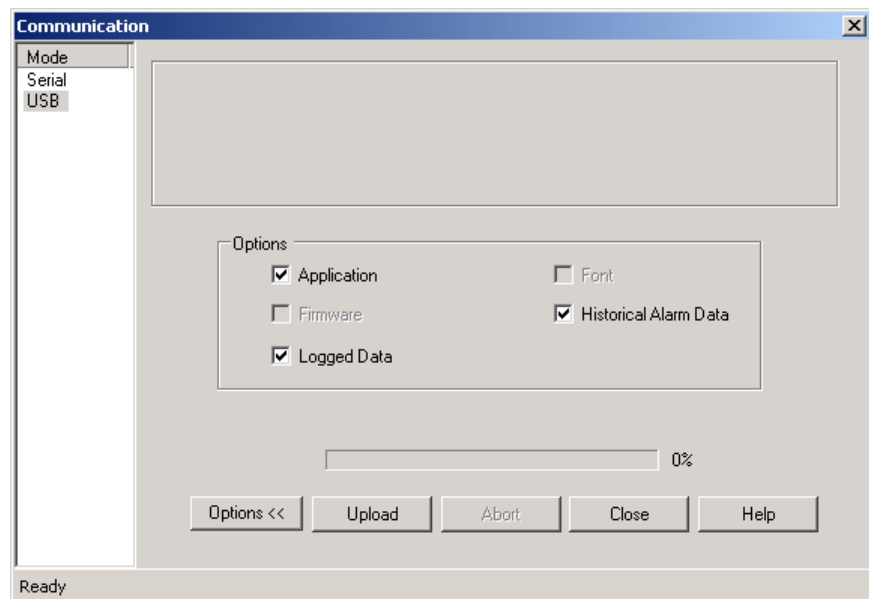 Communication
Mode
Serial
USB
Options
Application
Font
Firmware
Historical Alarm Data
Logged Data
0%
Options <<
Upload
Abort
Close
Help
Ready